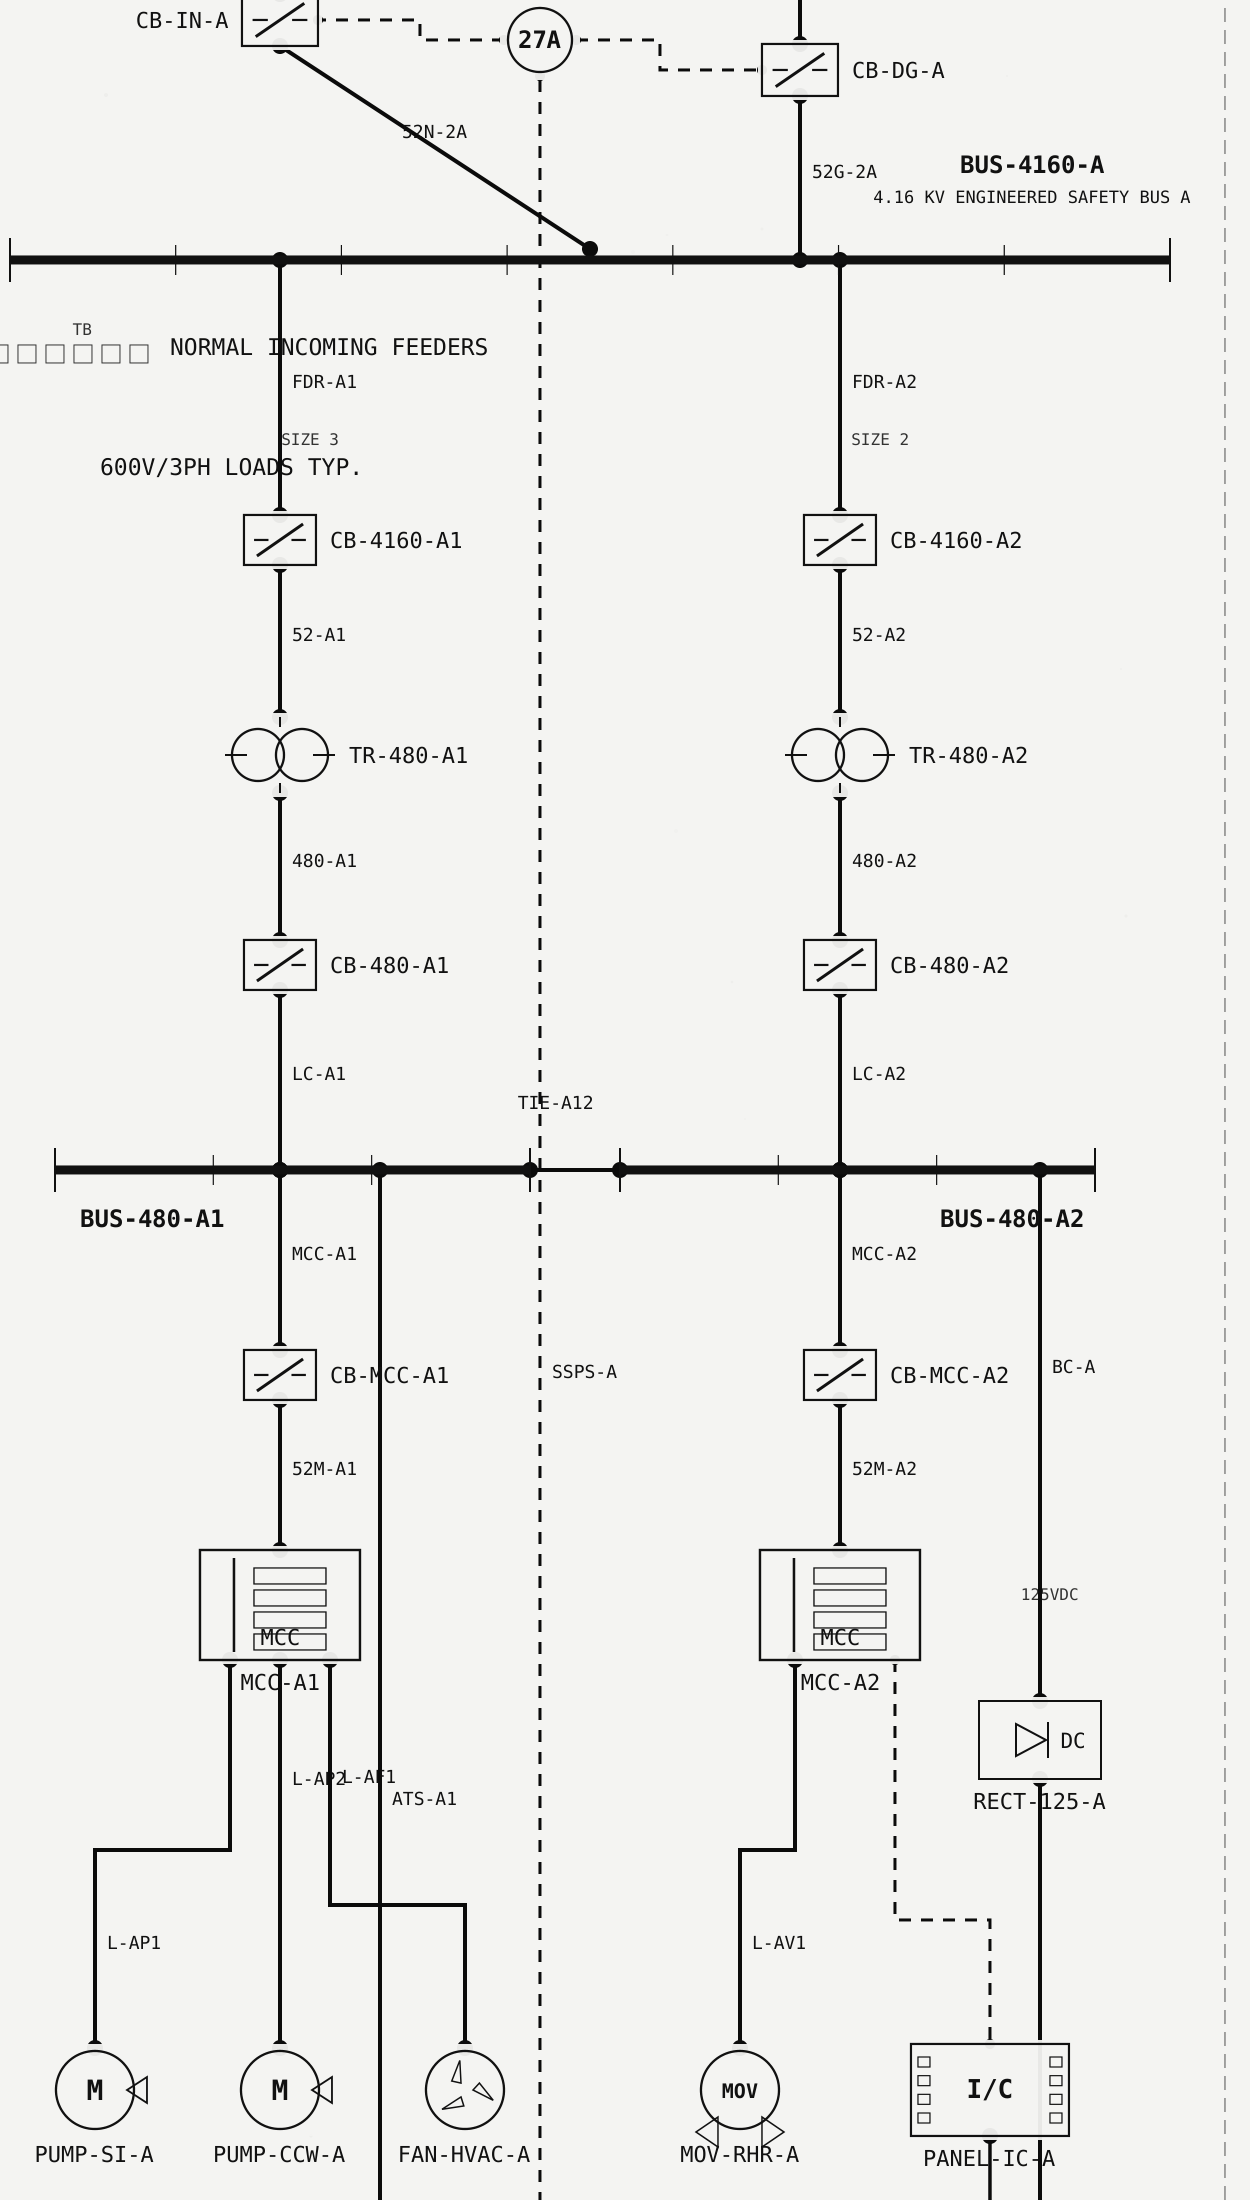 CB-IN-A
27A
CB-DG-A
52N-2A
52G-2A
BUS-4160-A
4.16 KV ENGINEERED SAFETY BUS A
TB
NORMAL INCOMING FEEDERS
FDR-A1
FDR-A2
SIZE 3
SIZE 2
600V/3PH LOADS TYP.
CB-4160-A1
CB-4160-A2
52-A1
52-A2
TR-480-A1
TR-480-A2
480-A1
480-A2
CB-480-A1
CB-480-A2
LC-A1
LC-A2
TIE-A12
BUS-480-A1
BUS-480-A2
MCC-A1
MCC-A2
CB-MCC-A1
SSPS-A
CB-MCC-A2
BC-A
52M-A1
52M-A2
125VDC
MCC
MCC
MCC-A1
MCC-A2
DC
RECT-125-A
L-AP2
L-AF1
ATS-A1
L-AP1
L-AV1
M
M
MOV
I/C
PUMP-SI-A
PUMP-CCW-A
FAN-HVAC-A
MOV-RHR-A
PANEL-IC-A